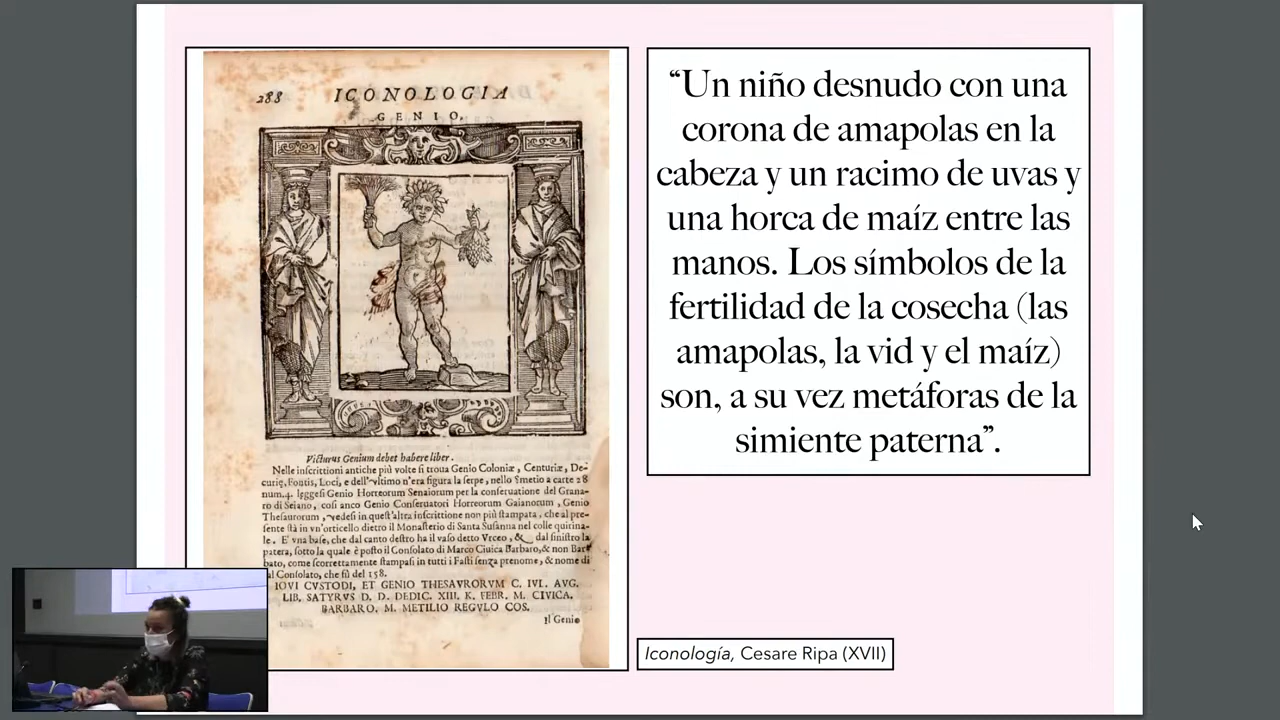 288 ICONOLOGIA
GENIO.
Victurus Genium debet habere liber.
Nelle inscrittioni antiche più volte si troua Genio Coloniæ, Centuriæ, De-
curię, Fontis, Loci, e dell'vltimo n'era figura la serpe, nello Smetio a carte 28
num.4. leggesi Genio Horreorum Seianiorum per la conseruatione del Grana-
ro di Seiano, così anco Genio Conseruatori Horreorum Gaianorum, Genio
Thesaurorum, vedesi in quest'altra inscrittione non più stampata, che al pre-
sente stà in vn'orticello dietro il Monasterio di Santa Susanna nel colle quirina-
le. E' vna base, che dal canto destro ha il vaso detto Vrceo, & dal sinistro la
patera, sotto la quale è posto il Consolato di Marco Ciuica Barbaro, & non Bar
bato, come scorrettamente stampasi in tutti i Fasti senza prenome, & nome di
al Consolato, che fù del 158.
IOVI CVSTODI, ET GENIO THESAVRORVM C. IVL. AVG.
LIB. SATYRVS D. D. DEDIC. XIII. K. FEBR. M. CIVICA.
BARBARO. M. METILIO REGVLO COS.
Il Genio
“Un niño desnudo con una
corona de amapolas en la
cabeza y un racimo de uvas y
una horca de maíz entre las
manos. Los símbolos de la
fertilidad de la cosecha (las
amapolas, la vid y el maíz)
son, a su vez metáforas de la
simiente paterna”.
Iconología, Cesare Ripa (XVII)